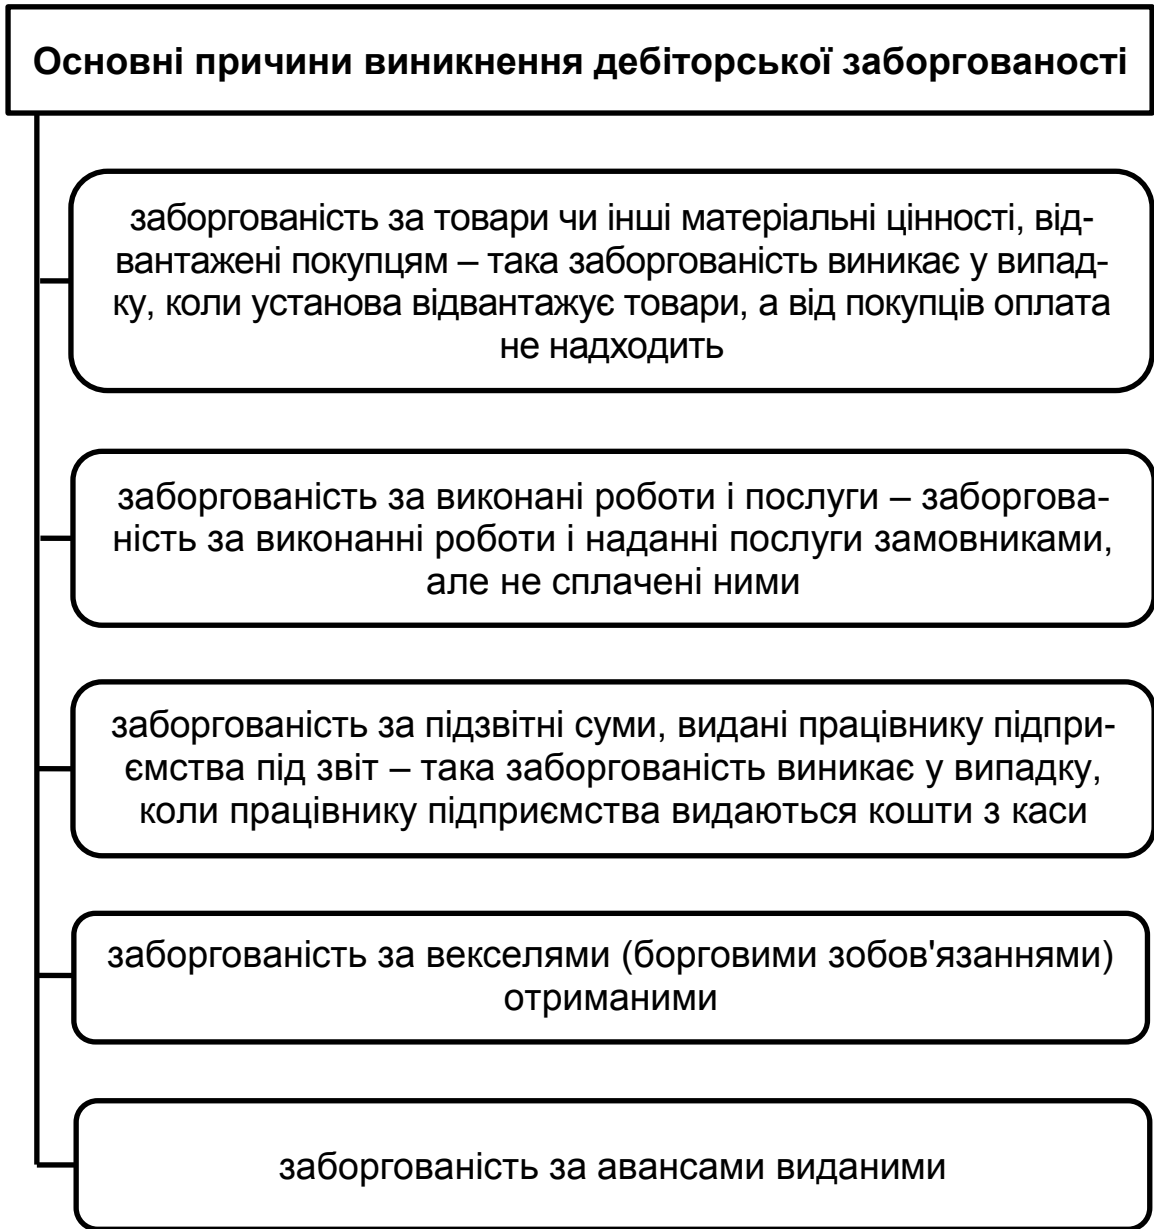 Основні причини виникнення дебіторської заборгованості
заборгованість за товари чи інші матеріальні цінності, від-
вантажені покупцям – така заборгованість виникає у випад-
ку, коли установа відвантажує товари, а від покупців оплата
не надходить
заборгованість за виконані роботи і послуги – заборгова-
ність за виконанні роботи і наданні послуги замовниками,
але не сплачені ними
заборгованість за підзвітні суми, видані працівнику підпри-
ємства під звіт – така заборгованість виникає у випадку,
коли працівнику підприємства видаються кошти з каси
заборгованість за векселями (борговими зобов'язаннями)
отриманими
заборгованість за авансами виданими